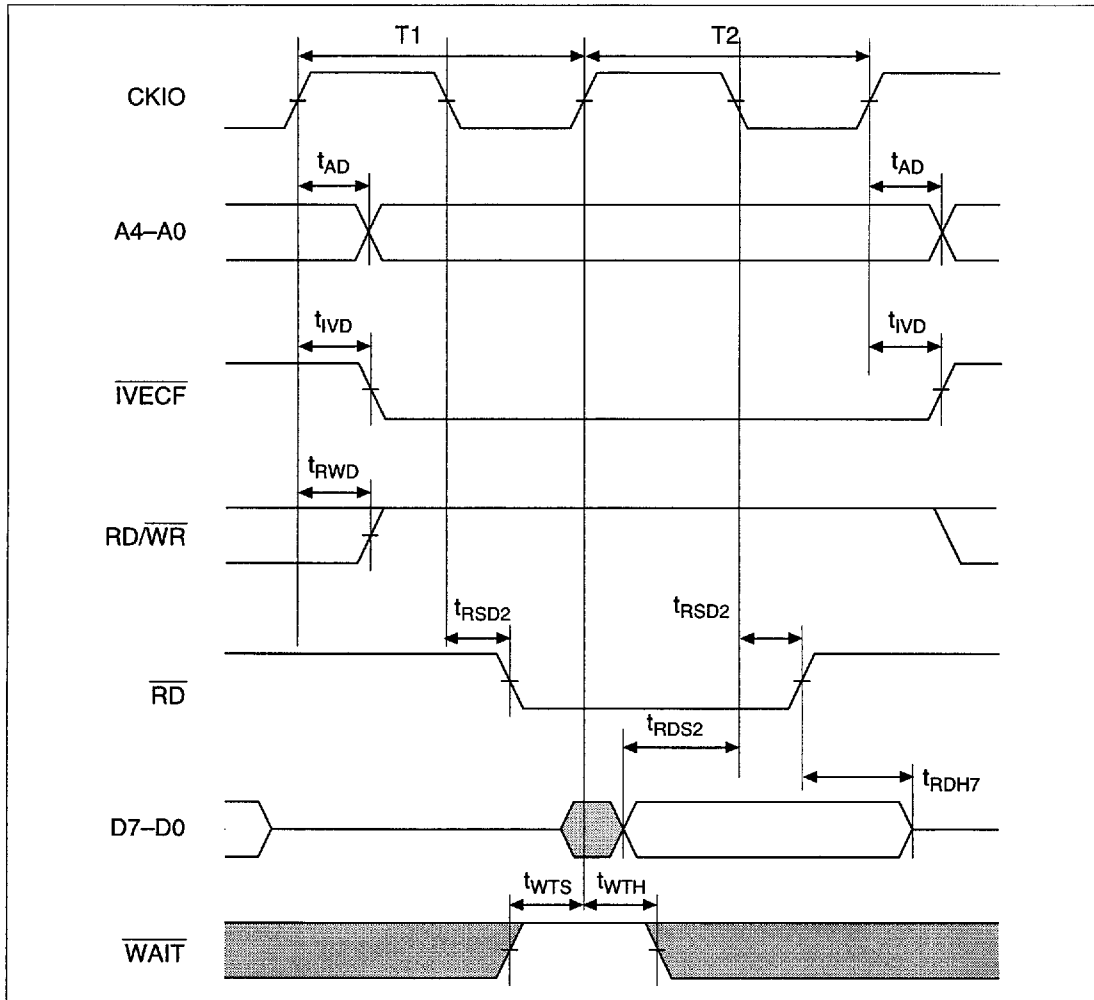 T1 T2
CKIO
tAD tAD
A4–A0
tIVD tIVD
IVECF
tRWD
RD/WR
tRSD2 tRSD2
RD
tRDS2
tRDH7
D7–D0
tWTS tWTH
WAIT